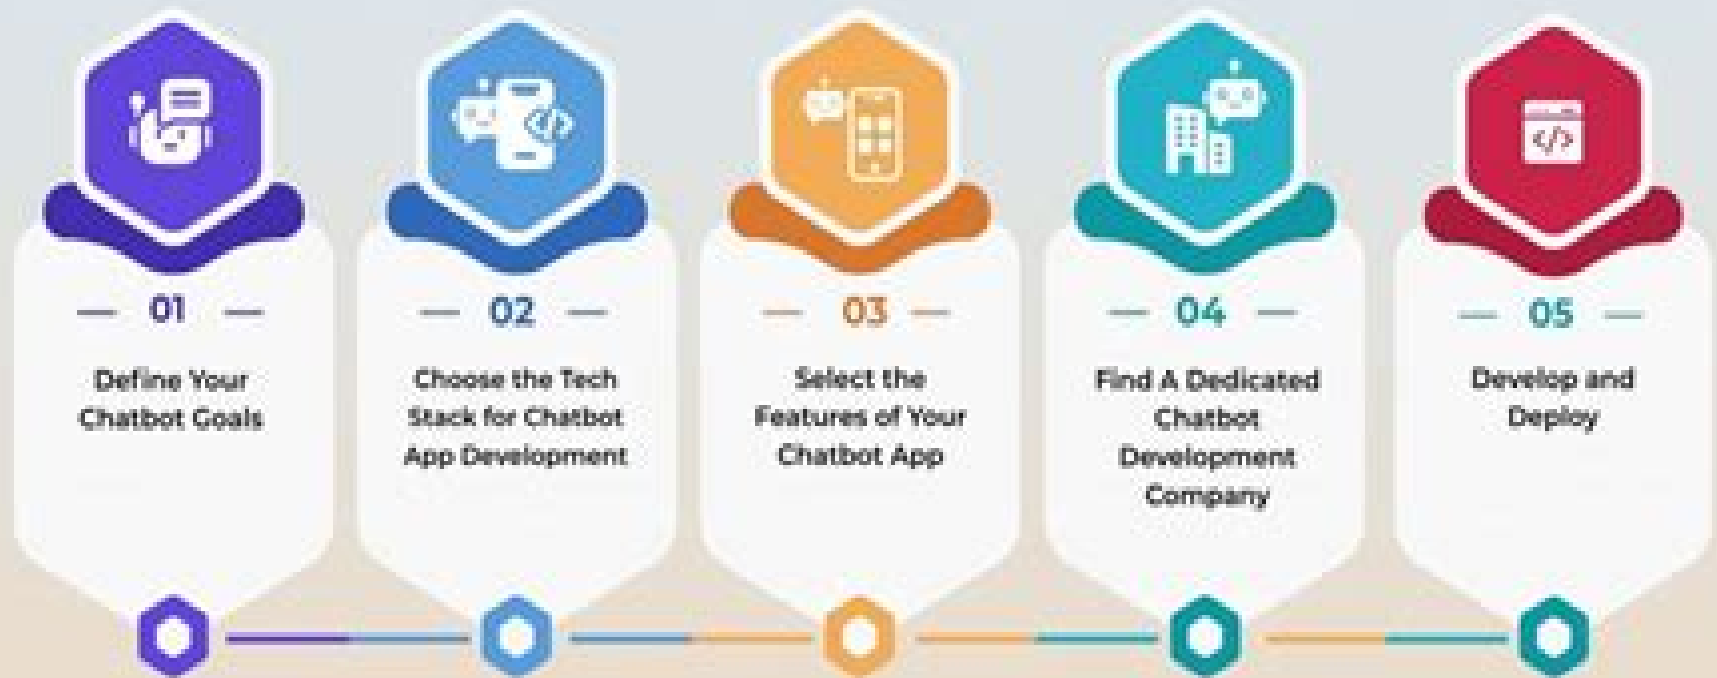 01
Define Your
Chatbot Goals
02
Choose the Tech
Stack for Chatbot
App Development
03
Select the
Features of Your
Chatbot App
04
Find A Dedicated
Chatbot
Development
Company
05
Develop and
Deploy